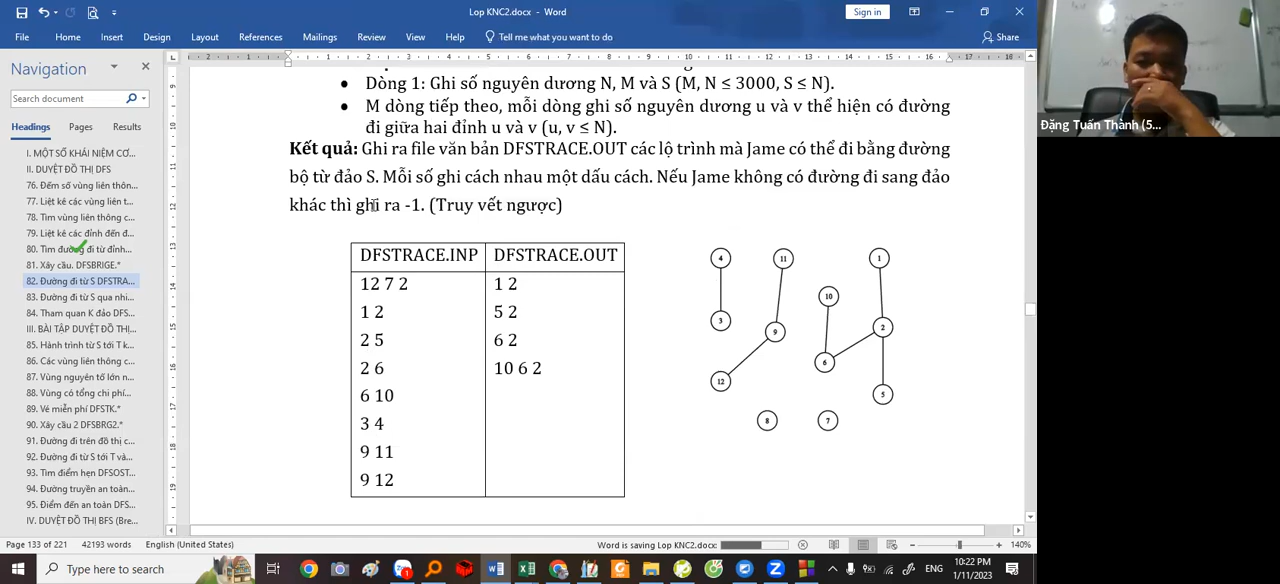 Lop KNC2.docx - Word
Sign in
File Home Insert Design Layout References Mailings Review View Help Tell me what you want to do
Share
Navigation
Search document
Headings Pages Results
I. MỘT SỐ KHÁI NIỆM CƠ...
II. DUYỆT ĐỒ THỊ DFS
76. Đếm số vùng liên thôn...
77. Liệt kê các vùng liên t...
78. Tìm vùng liên thông c...
79. Liệt kê các đỉnh đến đ...
80. Tìm đường đi từ đỉnh...
81. Xây cầu. DFSBRIGE.*
82. Đường đi từ S DFSTRA...
83. Đường đi từ S qua nhi...
84. Tham quan K đảo DFS...
III. BÀI TẬP DUYỆT ĐỒ THỊ...
85. Hành trình từ S tới T k...
86. Các vùng liên thông c...
87. Vùng nguyên tố lớn n...
88. Vùng có tổng chi phí...
89. Vé miễn phí DFSTK.*
90. Xây cầu 2 DFSBRG2.*
91. Đường đi trên đồ thị c...
92. Đường đi từ S tới T và...
93. Tìm điểm hẹn DFSOST...
94. Đường truyền an toàn...
95. Điểm đến an toàn DFS...
IV. DUYỆT ĐỒ THỊ BFS (Bre...
• Dòng 1: Ghi số nguyên dương N, M và S (M, N ≤ 3000, S ≤ N).
• M dòng tiếp theo, mỗi dòng ghi số nguyên dương u và v thể hiện có đường
đi giữa hai đỉnh u và v (u, v ≤ N).
Kết quả: Ghi ra file văn bản DFSTRACE.OUT các lộ trình mà Jame có thể đi bằng đường
bộ từ đảo S. Mỗi số ghi cách nhau một dấu cách. Nếu Jame không có đường đi sang đảo
khác thì ghi ra -1. (Truy vết ngược)
DFSTRACE.INP DFSTRACE.OUT
12 7 2 1 2
1 2 5 2
2 5 6 2
2 6 10 6 2
6 10
3 4
9 11
9 12
4 11 1
10
3 9 2
6
12 5
8 7
Đặng Tuấn Thành (5...
Page 133 of 221 42193 words English (United States) Word is saving Lop KNC2.docx: 140%
Type here to search
ENG
10:22 PM
1/11/2023